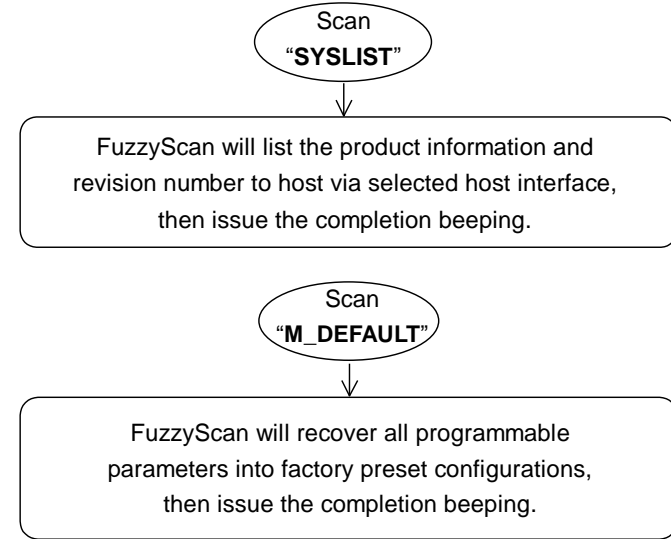 Scan
“SYSLIST”
FuzzyScan will list the product information and
revision number to host via selected host interface,
then issue the completion beeping.
Scan
“M_DEFAULT”
FuzzyScan will recover all programmable
parameters into factory preset configurations,
then issue the completion beeping.